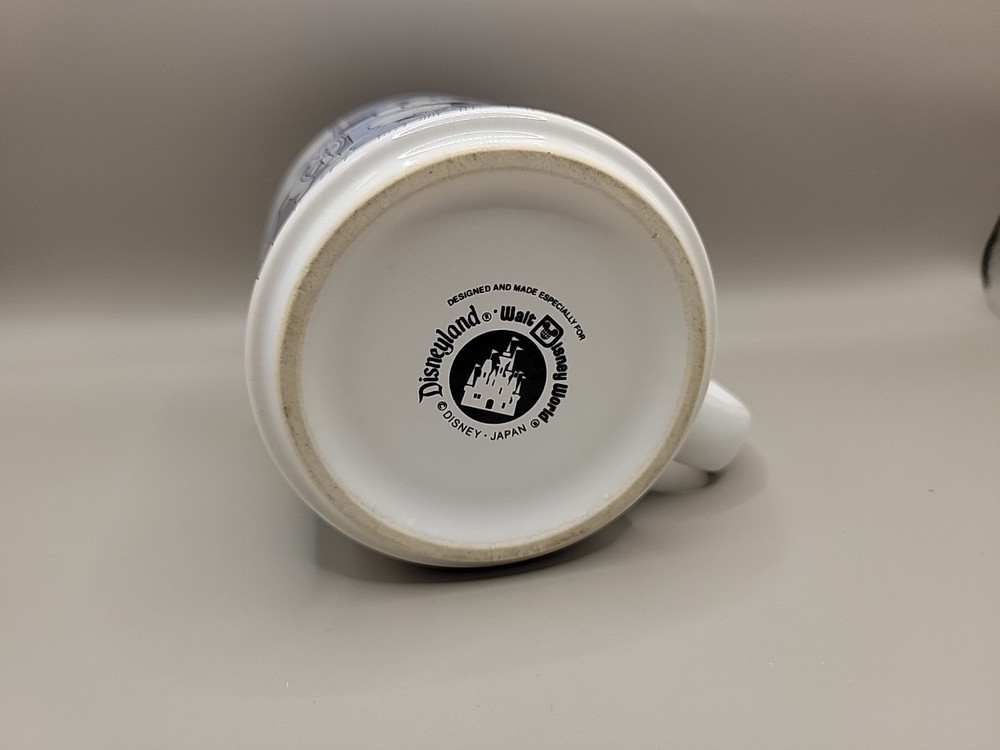 DESIGNED AND MADE ESPECIALLY FOR
Disneyland® · Walt Disney World®
© DISNEY · JAPAN